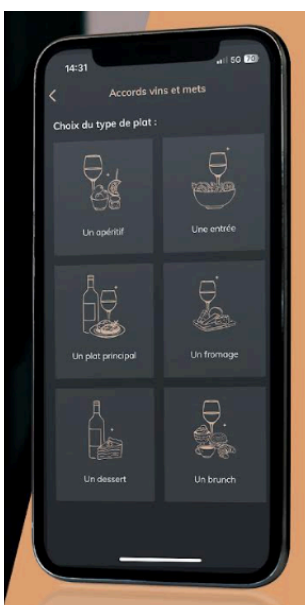 14:31
5G 70
Accords vins et mets
Choix du type de plat :
Un apéritif
Une entrée
Un plat principal
Un fromage
Un dessert
Un brunch